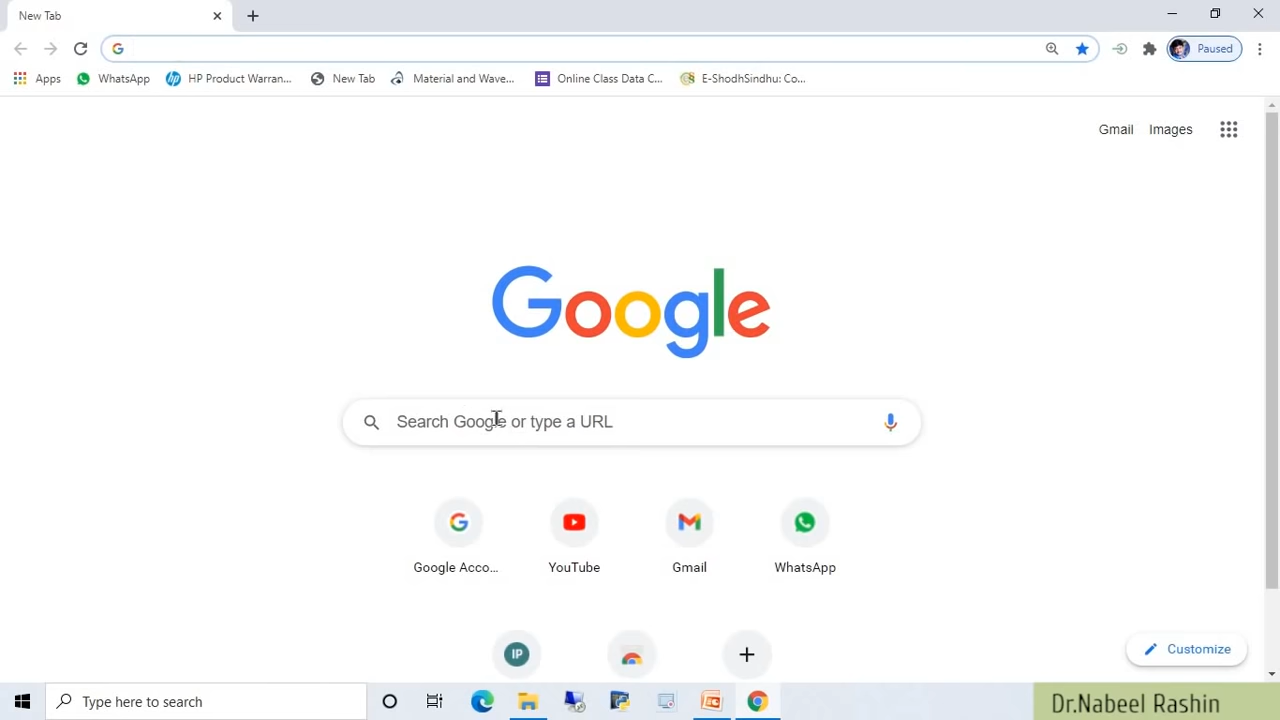 New Tab
Paused
Apps
WhatsApp
HP Product Warran...
New Tab
Material and Wave...
Online Class Data C...
E-ShodhSindhu: Co...
Gmail
Images
Google
Search Google or type a URL
Google Acco...
YouTube
Gmail
WhatsApp
IP
Customize
Type here to search
Dr.Nabeel Rashin